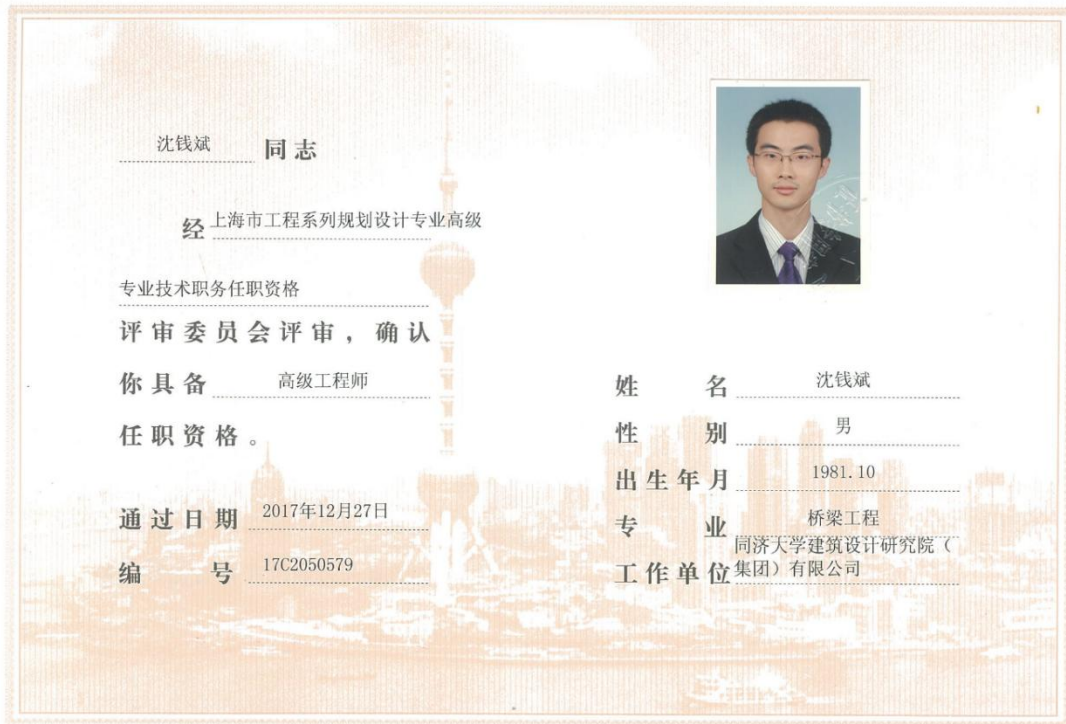 沈钱斌 同志
经 上海市工程系列规划设计专业高级
专业技术职务任职资格
评审委员会评审，确认
你具备 高级工程师
任职资格。
通过日期 2017年12月27日
编号 17C2050579
姓名 沈钱斌
性别 男
出生年月 1981.10
专业 桥梁工程
工作单位 同济大学建筑设计研究院（
集团）有限公司